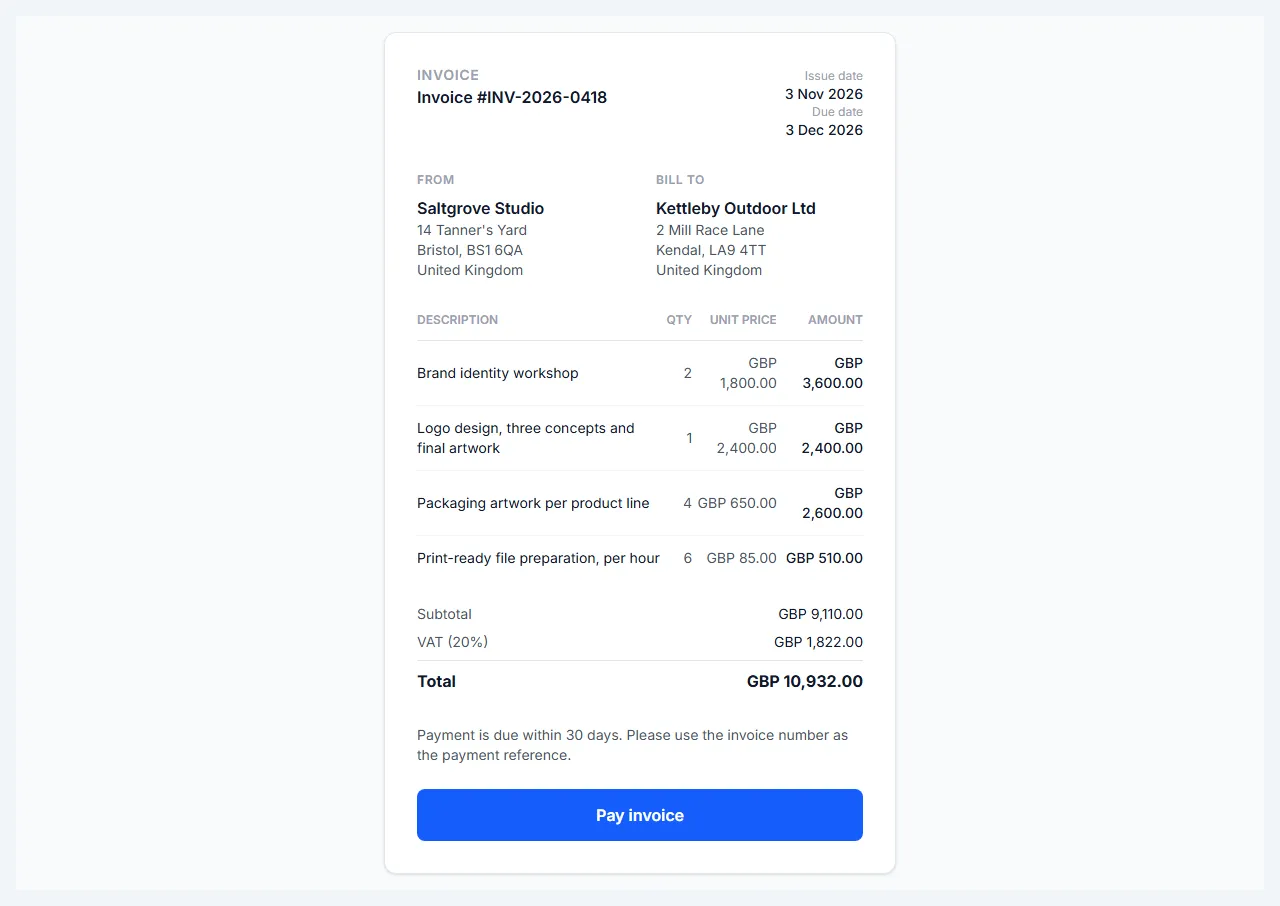 INVOICE
Invoice #INV-2026-0418
Issue date
3 Nov 2026
Due date
3 Dec 2026
FROM
Saltgrove Studio
14 Tanner's Yard
Bristol, BS1 6QA
United Kingdom
BILL TO
Kettleby Outdoor Ltd
2 Mill Race Lane
Kendal, LA9 4TT
United Kingdom
DESCRIPTION QTY UNIT PRICE AMOUNT
Brand identity workshop 2 GBP 1,800.00 GBP 3,600.00
Logo design, three concepts and final artwork 1 GBP 2,400.00 GBP 2,400.00
Packaging artwork per product line 4 GBP 650.00 GBP 2,600.00
Print-ready file preparation, per hour 6 GBP 85.00 GBP 510.00
Subtotal GBP 9,110.00
VAT (20%) GBP 1,822.00
Total GBP 10,932.00
Payment is due within 30 days. Please use the invoice number as
the payment reference.
Pay invoice